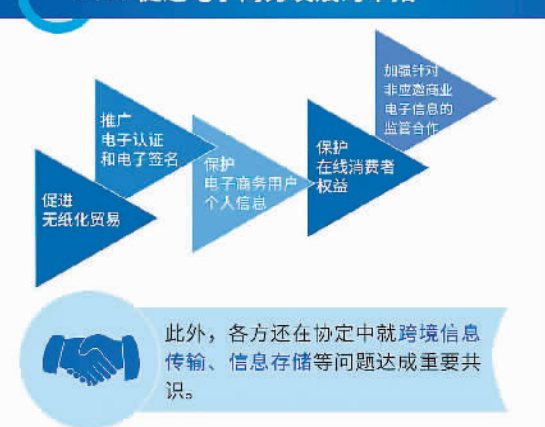 促进
无纸化贸易
推广
电子认证
和电子签名
保护
电子商务用户
个人信息
保护
在线消费者
权益
加强针对
非应邀商业
电子信息的
监管合作
此外，各方还在协定中就跨境信息
传输、信息存储等问题达成重要共
识。